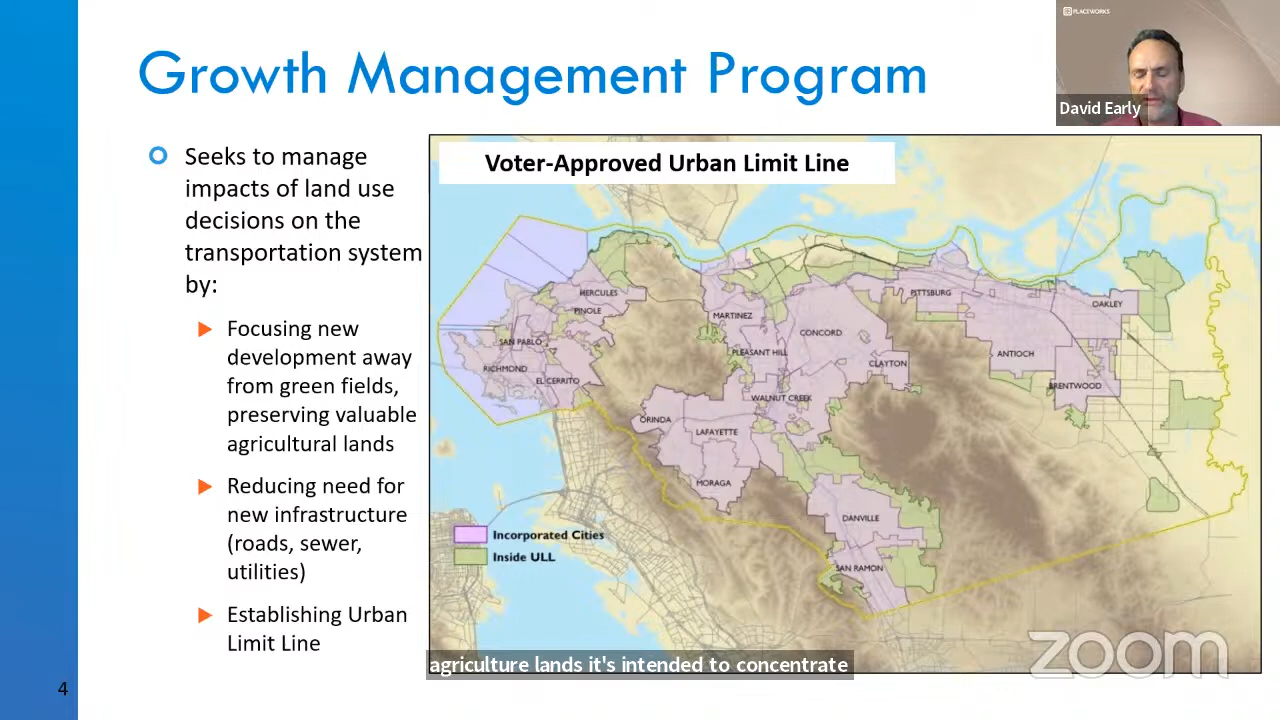 Growth Management Program
PLACEWORKS
David Early
Seeks to manage
impacts of land use
decisions on the
transportation system
by:
Focusing new
development away
from green fields,
preserving valuable
agricultural lands
Reducing need for
new infrastructure
(roads, sewer,
utilities)
Establishing Urban
Limit Line
Voter-Approved Urban Limit Line
HERCULES
PINOLE
SAN PABLO
RICHMOND
EL CERRITO
MARTINEZ
CONCORD
PLEASANT HILL
CLAYTON
WALNUT CREEK
ORINDA
LAFAYETTE
MORAGA
PITTSBURG
OAKLEY
ANTIOCH
BRENTWOOD
DANVILLE
SAN RAMON
Incorporated Cities
Inside ULL
agriculture lands it's intended to concentrate
zoom
4